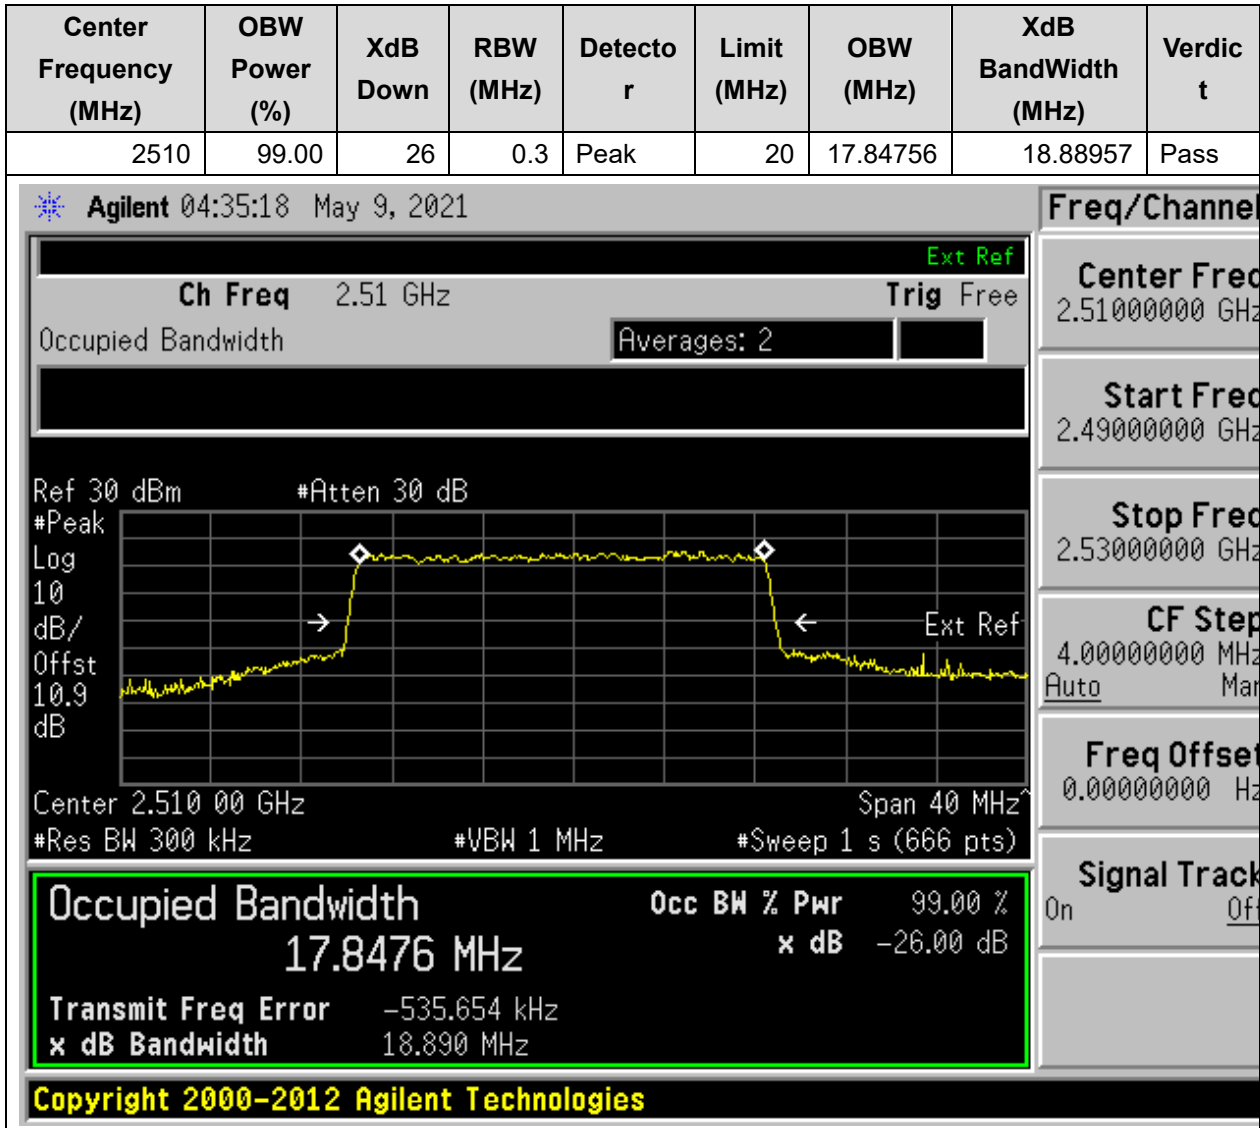 Center Frequency (MHz) OBW Power (%) XdB Down RBW (MHz) Detecto r Limit (MHz) OBW (MHz) XdB BandWidth (MHz) Verdic t
2510 99.00 26 0.3 Peak 20 17.84756 18.88957 Pass
Agilent 04:35:18 May 9, 2021
Ext Ref
Ch Freq 2.51 GHz Trig Free
Occupied Bandwidth Averages: 2
Ref 30 dBm #Atten 30 dB
#Peak
Log
10
dB/
Offst
10.9
dB
Ext Ref
Center 2.510 00 GHz Span 40 MHz^
#Res BW 300 kHz #VBW 1 MHz #Sweep 1 s (666 pts)
Occupied Bandwidth Occ BW % Pwr 99.00 %
17.8476 MHz x dB -26.00 dB
Transmit Freq Error -535.654 kHz
x dB Bandwidth 18.890 MHz
Copyright 2000-2012 Agilent Technologies
Freq/Channel
Center Freq
2.51000000 GHz
Start Freq
2.49000000 GHz
Stop Freq
2.53000000 GHz
CF Step
4.00000000 MHz
Auto Man
Freq Offset
0.00000000 Hz
Signal Track
On Off